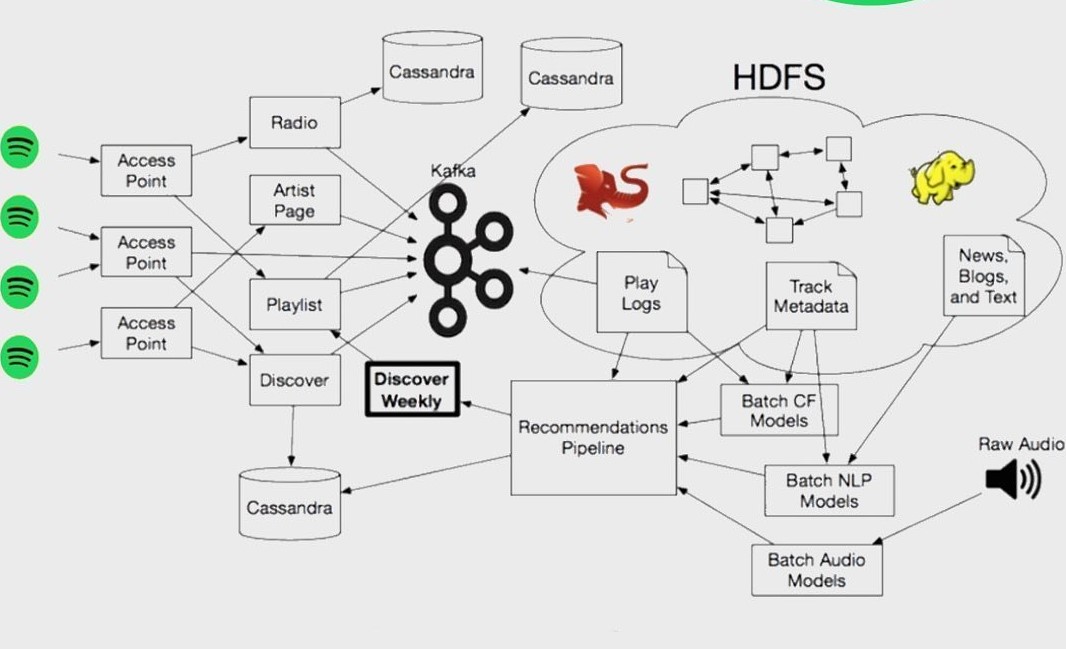 HDFS
Cassandra
Cassandra
Radio
Access
Point
Kafka
Artist
Page
Access
Point
Playlist
Play
Logs
Track
Metadata
News,
Blogs,
and Text
Access
Point
Discover
Discover
Weekly
Recommendations
Pipeline
Batch CF
Models
Raw Audio
Batch NLP
Models
Cassandra
Batch Audio
Models